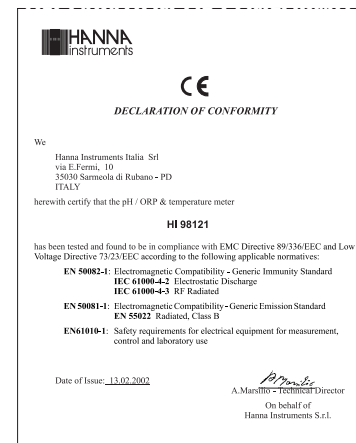 HANNA
instruments
CE
DECLARATION OF CONFORMITY
We
Hanna Instruments Italia Srl
via E.Fermi, 10
35030 Sarmeola di Rubano - PD
ITALY
herewith certify that the pH / ORP & temperature meter
HI 98121
has been tested and found to be in compliance with EMC Directive 89/336/EEC and Low
Voltage Directive 73/23/EEC according to the following applicable normatives:
EN 50082-1: Electromagnetic Compatibility - Generic Immunity Standard
IEC 61000-4-2 Electrostatic Discharge
IEC 61000-4-3 RF Radiated
EN 50081-1: Electromagnetic Compatibility - Generic Emission Standard
EN 55022 Radiated, Class B
EN61010-1: Safety requirements for electrical equipment for measurement,
control and laboratory use
Date of Issue: 13.02.2002
A.Marsilio - Technical Director
On behalf of
Hanna Instruments S.r.l.